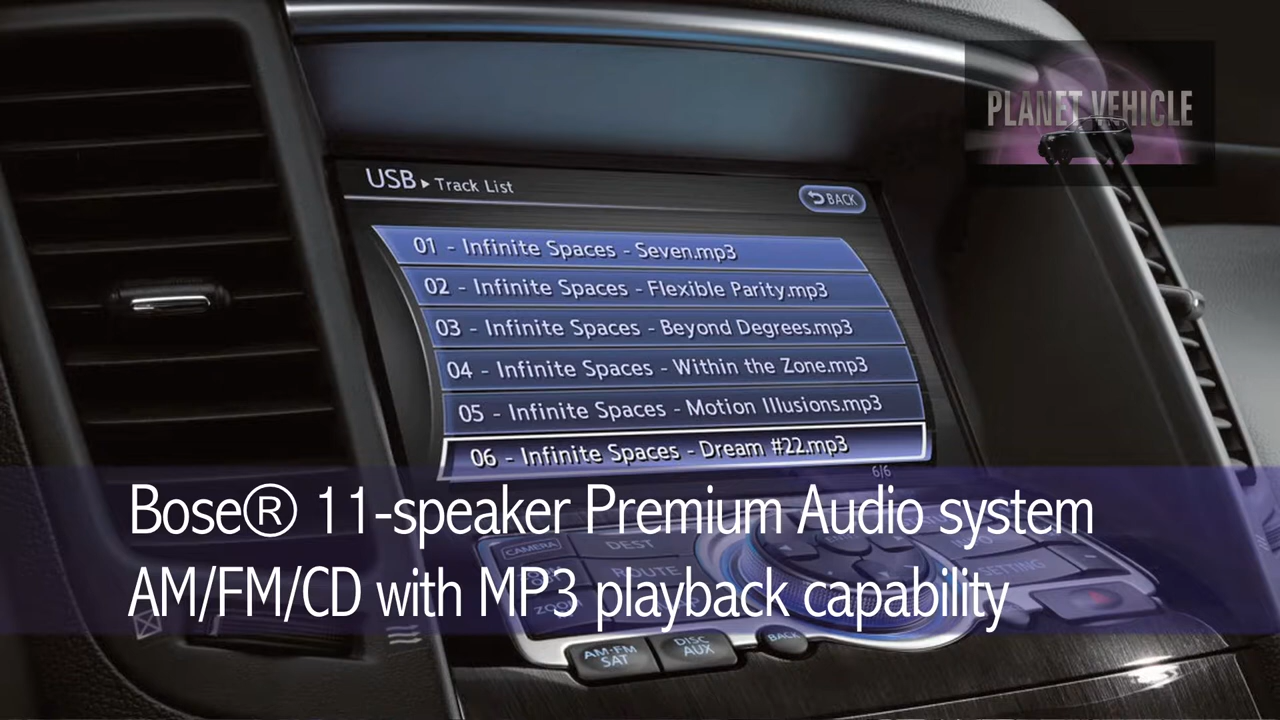 PLANET VEHICLE
USB ▸ Track List
BACK
01 - Infinite Spaces - Seven.mp3
02 - Infinite Spaces - Flexible Parity.mp3
03 - Infinite Spaces - Beyond Degrees.mp3
04 - Infinite Spaces - Within the Zone.mp3
05 - Infinite Spaces - Motion Illusions.mp3
06 - Infinite Spaces - Dream #22.mp3
6/6
Bose® 11-speaker Premium Audio system
AM/FM/CD with MP3 playback capability
CAMERA
DEST
ROUTE
SETTING
ZOOM
AM·FM
SAT
DISC
AUX
BACK